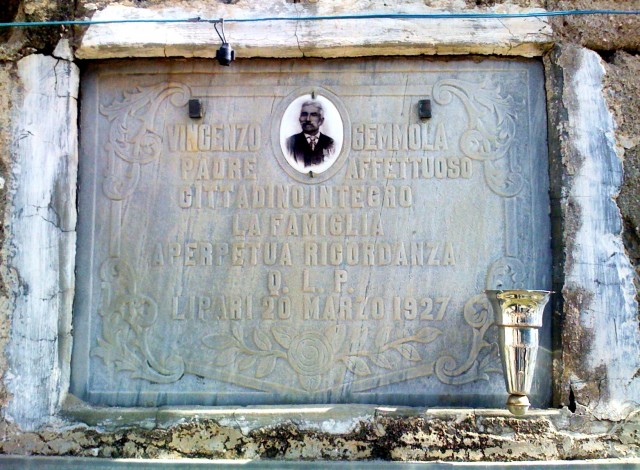 VINCENZO GEMMOLA
PADRE AFFETTUOSO
CITTADINO INTEGRO
LA FAMIGLIA
A PERPETUA RICORDANZA
Q. L. P.
LIPARI 20 MARZO 1927